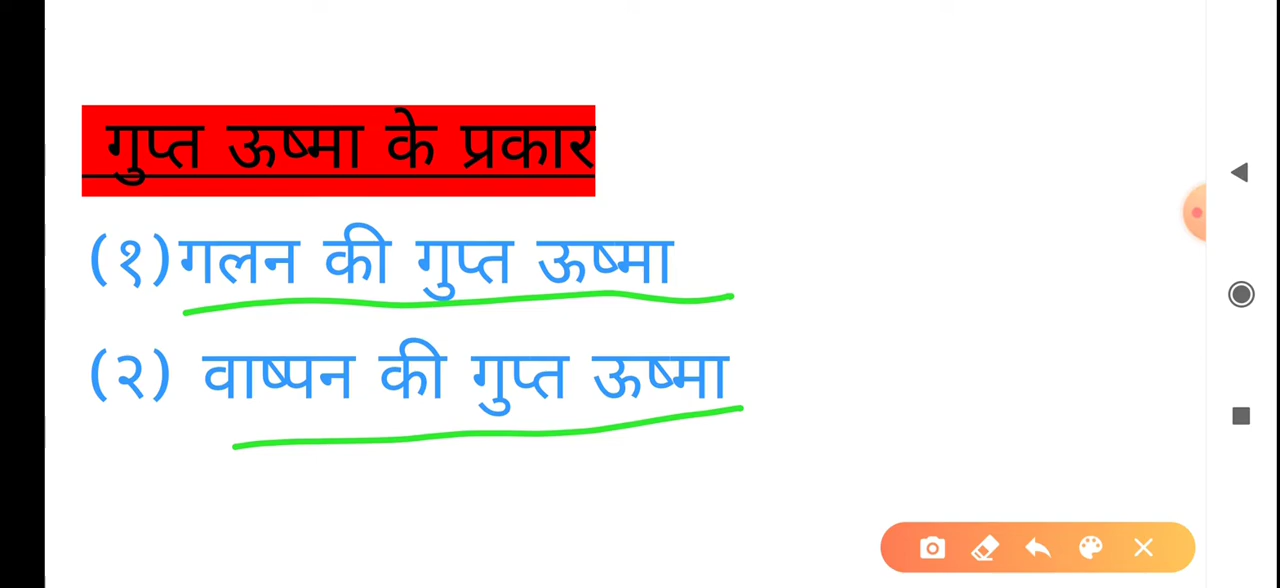 गुप्त ऊष्मा के प्रकार
(१)गलन की गुप्त ऊष्मा
(२) वाष्पन की गुप्त ऊष्मा